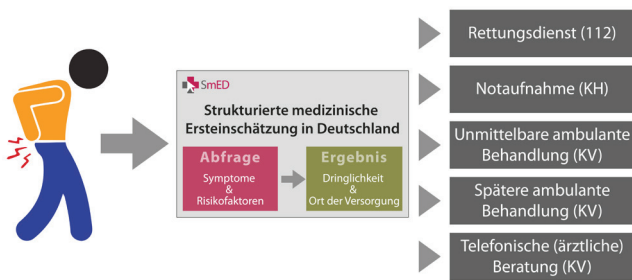 SmED
Strukturierte medizinische
Ersteinschätzung in Deutschland
Abfrage
Symptome
&
Risikofaktoren
Ergebnis
Dringlichkeit
&
Ort der Versorgung
Rettungsdienst (112)
Notaufnahme (KH)
Unmittelbare ambulante
Behandlung (KV)
Spätere ambulante
Behandlung (KV)
Telefonische (ärztliche)
Beratung (KV)